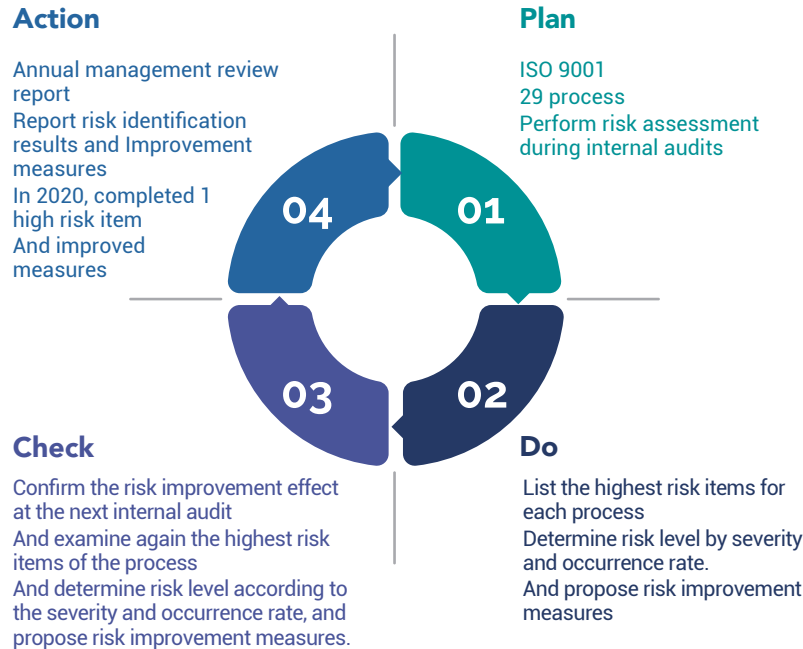 Action
Annual management review
report
Report risk identification
results and Improvement
measures
In 2020, completed 1
high risk item
And improved
measures
Plan
ISO 9001
29 process
Perform risk assessment
during internal audits
04
01
03
02
Check
Confirm the risk improvement effect
at the next internal audit
And examine again the highest risk
items of the process
And determine risk level according to
the severity and occurrence rate, and
propose risk improvement measures.
Do
List the highest risk items for
each process
Determine risk level by severity
and occurrence rate.
And propose risk improvement
measures